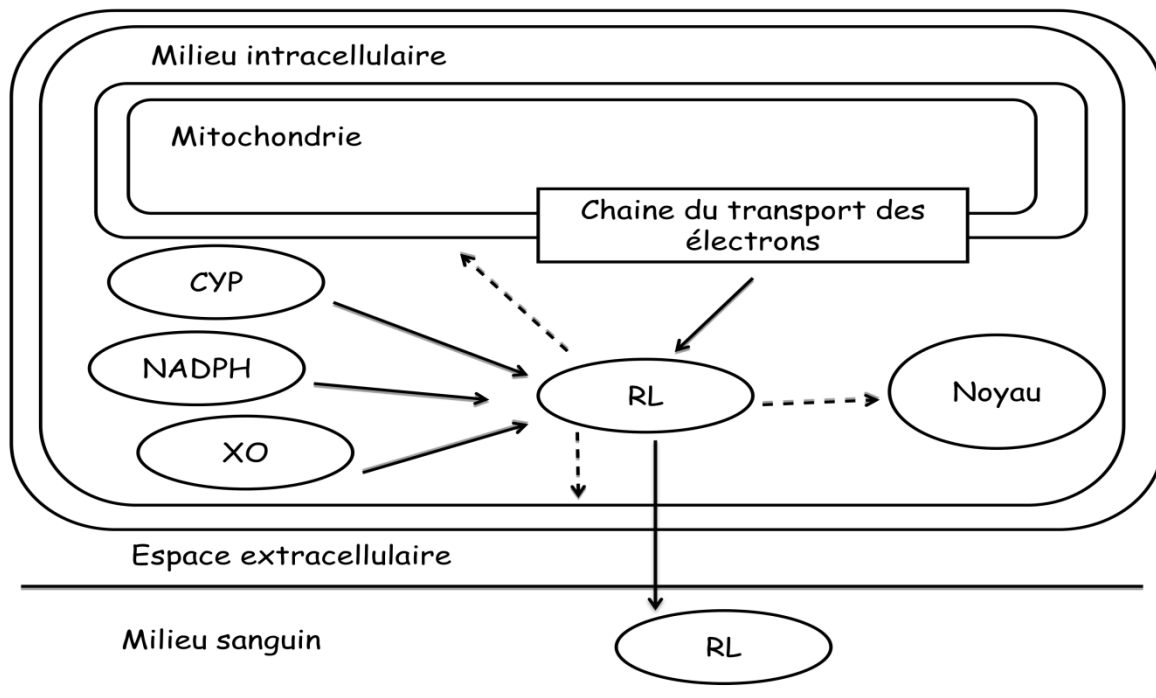 Milieu intracellulaire
Mitochondrie
Chaine du transport des
électrons
CYP
NADPH
RL
Noyau
XO
Espace extracellulaire
Milieu sanguin
RL